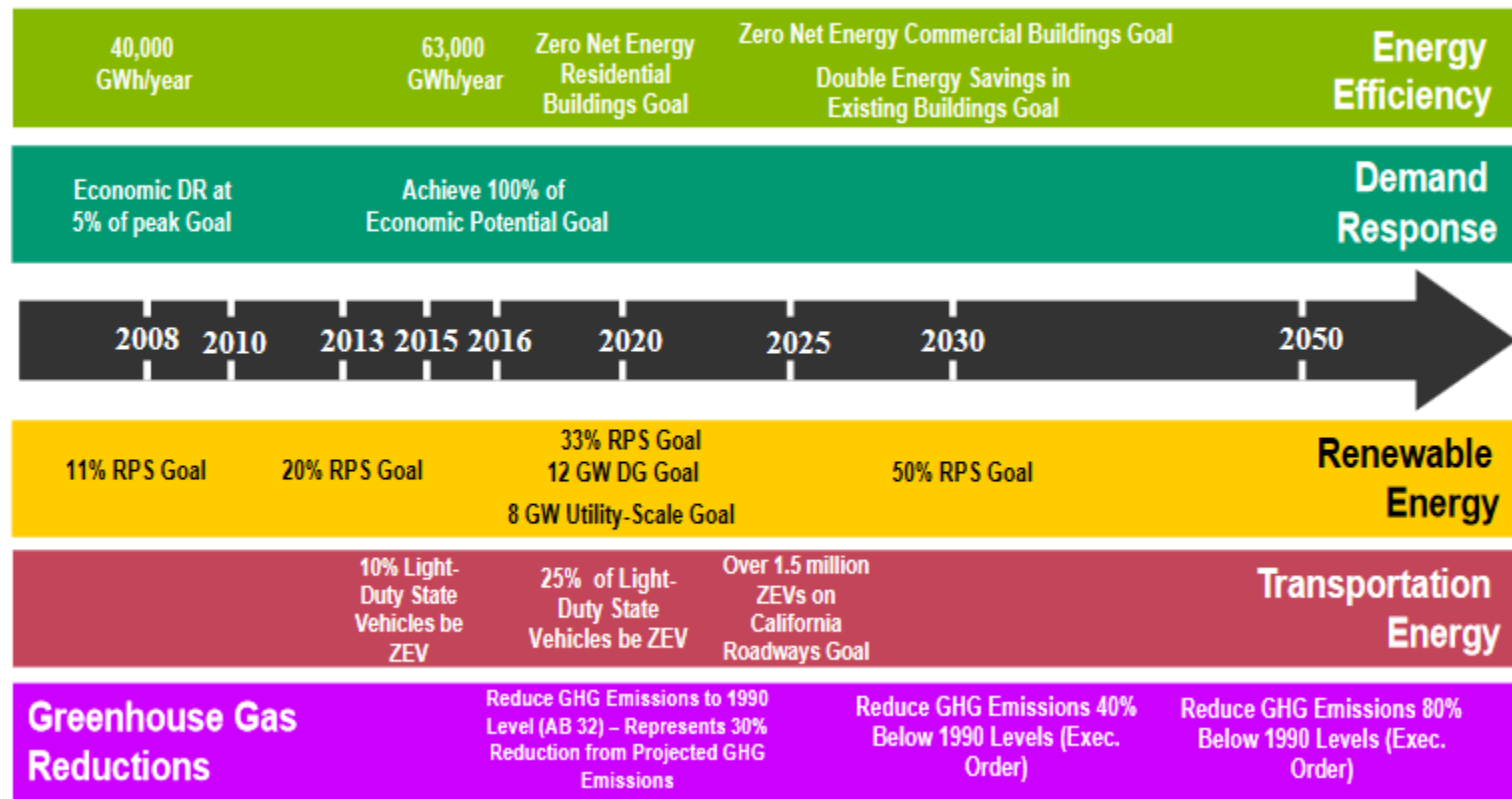 40,000
GWh/year
63,000
GWh/year
Zero Net Energy
Residential
Buildings Goal
Zero Net Energy Commercial Buildings Goal
Double Energy Savings in
Existing Buildings Goal
Energy
Efficiency
Economic DR at
5% of peak Goal
Achieve 100% of
Economic Potential Goal
Demand
Response
2008 2010 2013 2015 2016 2020 2025 2030 2050
11% RPS Goal
20% RPS Goal
33% RPS Goal
12 GW DG Goal
8 GW Utility-Scale Goal
50% RPS Goal
Renewable
Energy
10% Light-
Duty State
Vehicles be
ZEV
25% of Light-
Duty State
Vehicles be ZEV
Over 1.5 million
ZEVs on
California
Roadways Goal
Transportation
Energy
Greenhouse Gas
Reductions
Reduce GHG Emissions to 1990
Level (AB 32) – Represents 30%
Reduction from Projected GHG
Emissions
Reduce GHG Emissions 40%
Below 1990 Levels (Exec.
Order)
Reduce GHG Emissions 80%
Below 1990 Levels (Exec.
Order)